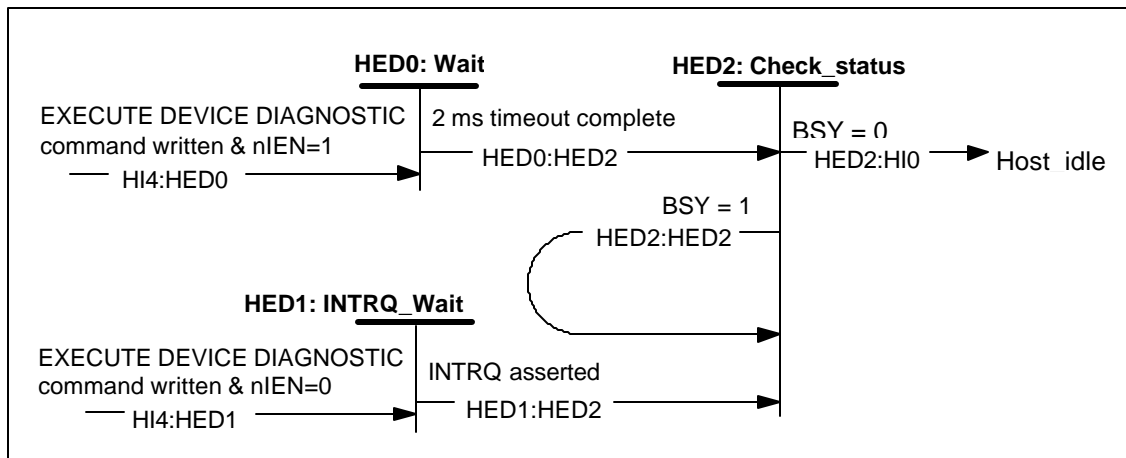 HED0: Wait
HED2: Check_status
EXECUTE DEVICE DIAGNOSTIC
command written & nIEN=1
HI4:HED0
2 ms timeout complete
HED0:HED2
BSY = 0
HED2:HI0
Host_idle
BSY = 1
HED2:HED2
HED1: INTRQ_Wait
EXECUTE DEVICE DIAGNOSTIC
command written & nIEN=0
HI4:HED1
INTRQ asserted
HED1:HED2